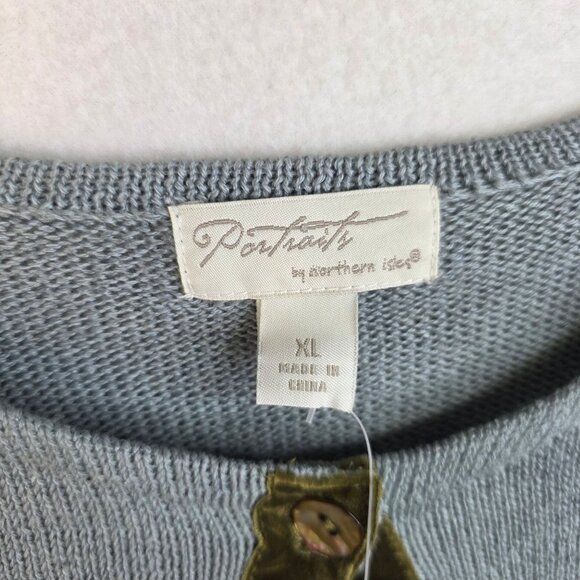 Portraits
by northern isles®
XL
MADE IN
CHINA